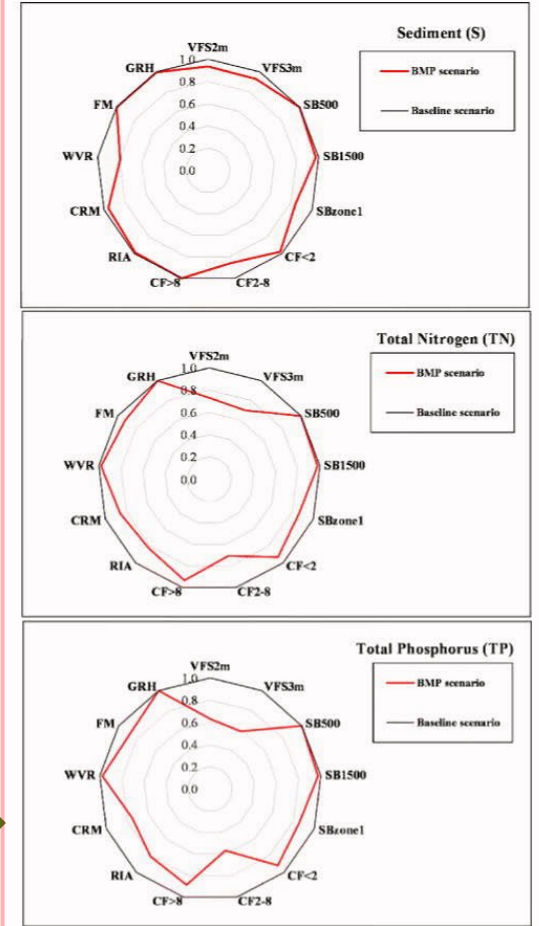 Sediment (S)
BMP scenario
Baseline scenario
VFS2m
VFS3m
SB500
SB1500
SBzone1
CF<2
CF2-8
CF>8
RIA
CRM
WVR
FM
GRH
1.0
0.8
0.6
0.4
0.2
0.0
Total Nitrogen (TN)
BMP scenario
Baseline scenario
VFS2m
VFS3m
SB500
SB1500
SBzone1
CF<2
CF2-8
CF>8
RIA
CRM
WVR
FM
GRH
1.0
0.8
0.6
0.4
0.2
0.0
Total Phosphorus (TP)
BMP scenario
Baseline scenario
VFS2m
VFS3m
SB500
SB1500
SBzone1
CF<2
CF2-8
CF>8
RIA
CRM
WVR
FM
GRH
1.0
0.8
0.6
0.4
0.2
0.0